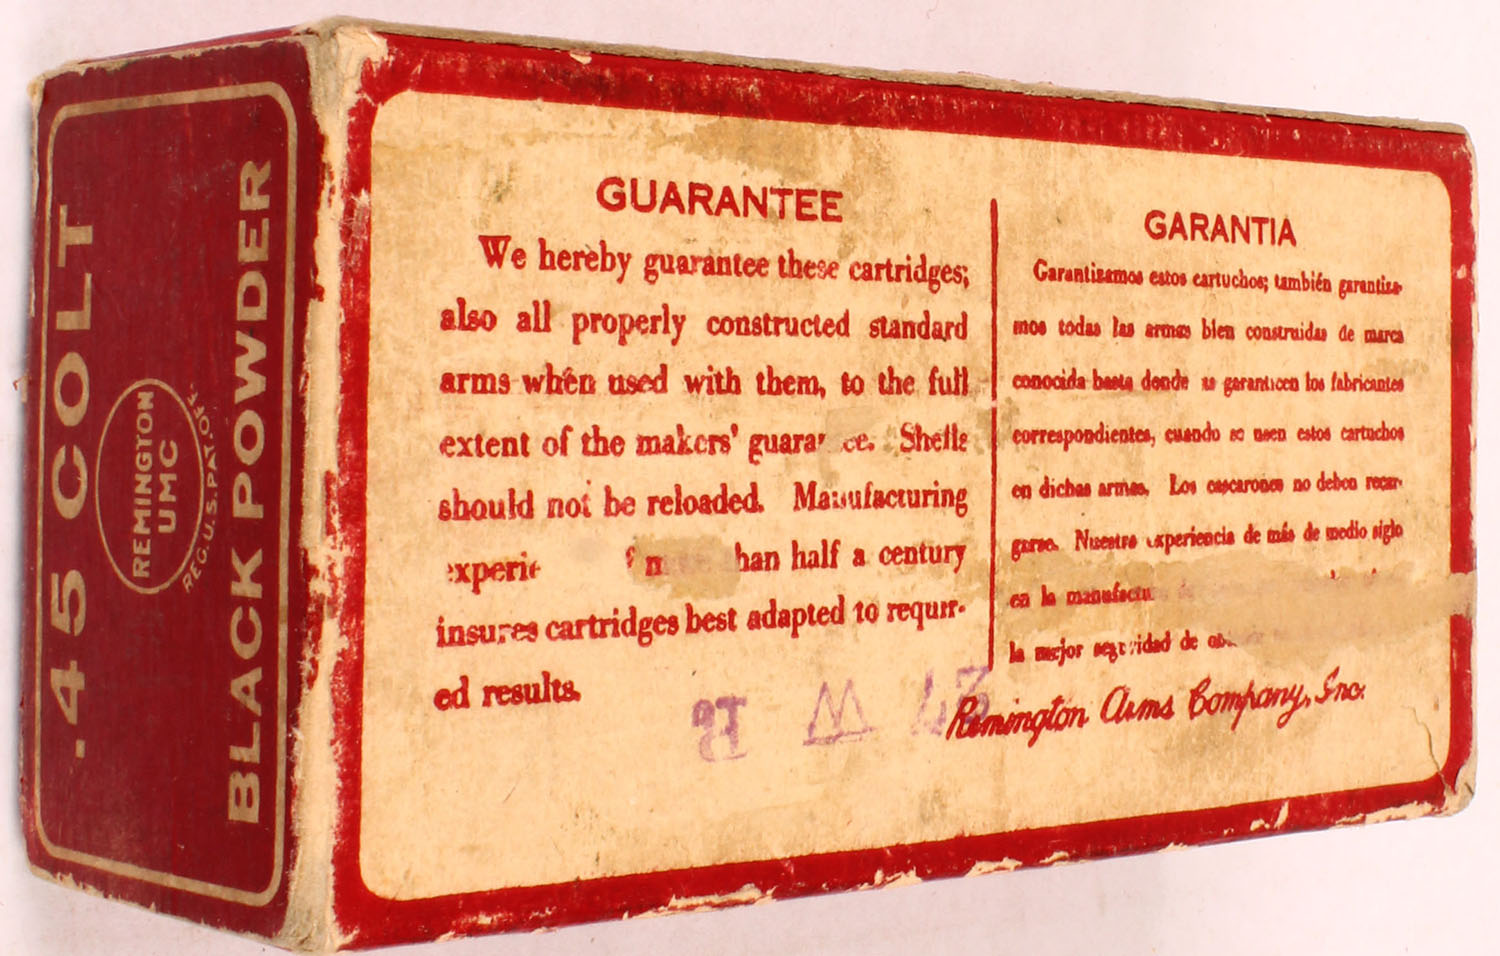 .45 COLT
REMINGTON
UMC
REG.U.S.PAT.OFF.
BLACK POWDER
GUARANTEE
We hereby guarantee these cartridges;
also all properly constructed standard
arms when used with them, to the full
extent of the makers' guarantee. Shells
should not be reloaded. Manufacturing
than half a century
insures cartridges best adapted to requir-
ed results.
GARANTIA
Garantizamos estos cartuchos; también garantiza-
mos todas las armas bien construidas de marca
conocida hasta donde se garanticen los fabricantes
correspondientes, cuando se usen estos cartuchos
en dichas armas. Los cascarones no deben recar-
garse. Nuestra experiencia de más de medio siglo
en la
la mejor seguridad de
Remington Arms Company, Inc.